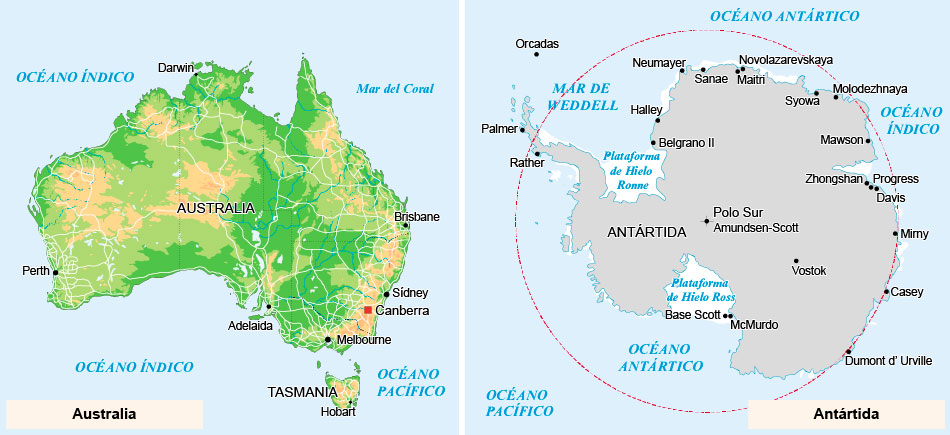 OCÉANO ÍNDICO
Darwin
Mar del Coral
AUSTRALIA
Brisbane
Perth
Sídney
Canberra
Adelaida
Melbourne
OCÉANO ÍNDICO
OCÉANO
PACÍFICO
TASMANIA
Hobart
Australia
OCÉANO ANTÁRTICO
Orcadas
Neumayer
Novolazarevskaya
Sanae
Maitri
MAR DE
WEDDELL
Molodezhnaya
Syowa
Halley
OCÉANO
ÍNDICO
Palmer
Belgrano II
Mawson
Rather
Plataforma
de Hielo
Ronne
Zhongshan
Progress
Davis
Polo Sur
Amundsen-Scott
ANTÁRTIDA
Mirny
Vostok
Plataforma
de Hielo Ross
Casey
Base Scott
McMurdo
OCÉANO
ANTÁRTICO
Dumont d' Urville
OCÉANO
PACÍFICO
Antártida